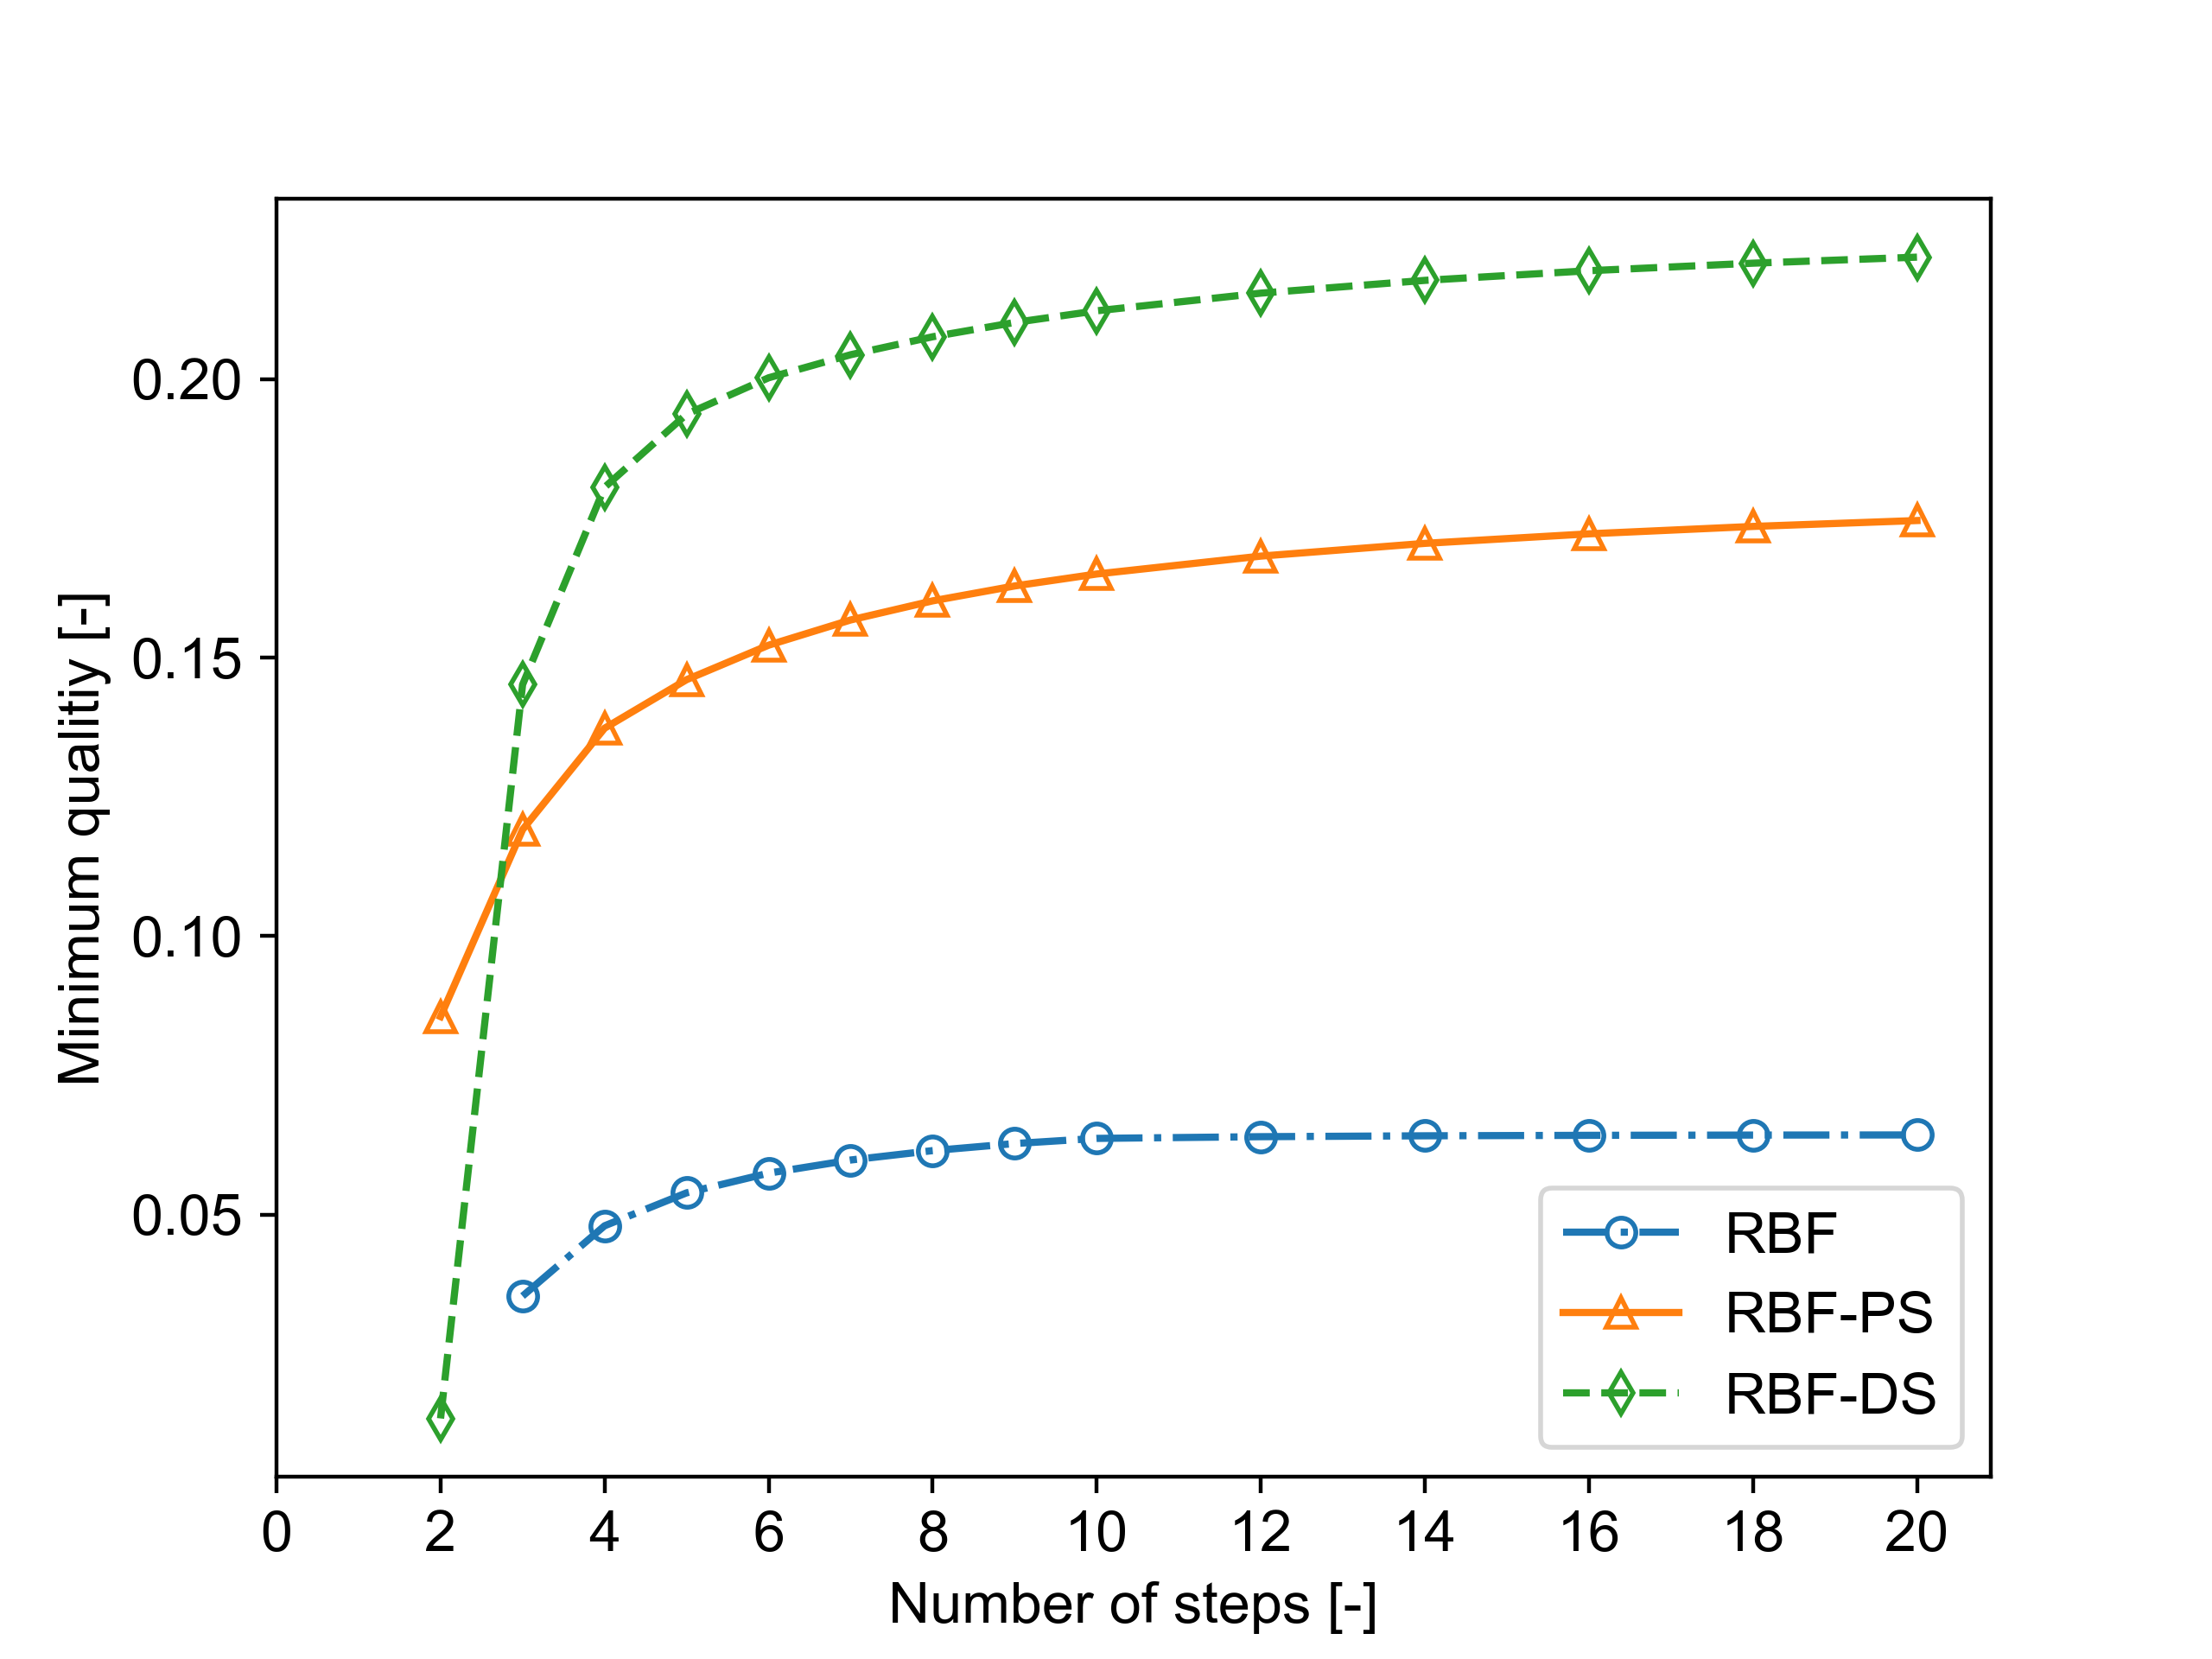 Minimum qualitiy [-]
0.20
0.15
0.10
0.05
0 2 4 6 8 10 12 14 16 18 20
Number of steps [-]
RBF
RBF-PS
RBF-DS